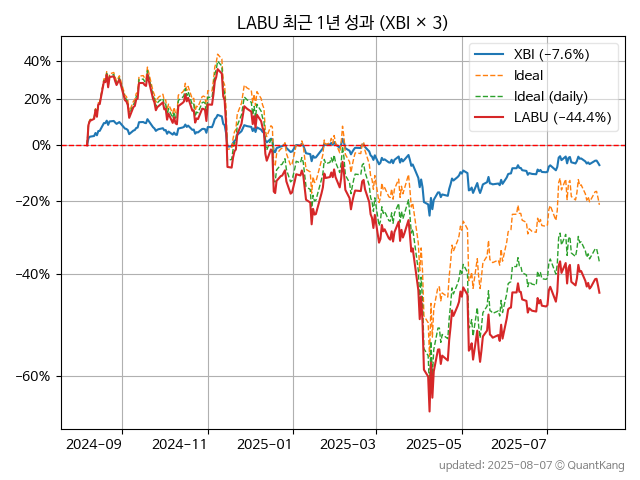 LABU 최근 1년 성과 (XBI × 3)
XBI (−7.6%)
Ideal
Ideal (daily)
LABU (−44.4%)
40%
20%
0%
−20%
−40%
−60%
2024-09
2024-11
2025-01
2025-03
2025-05
2025-07
updated: 2025-08-07 © QuantKang